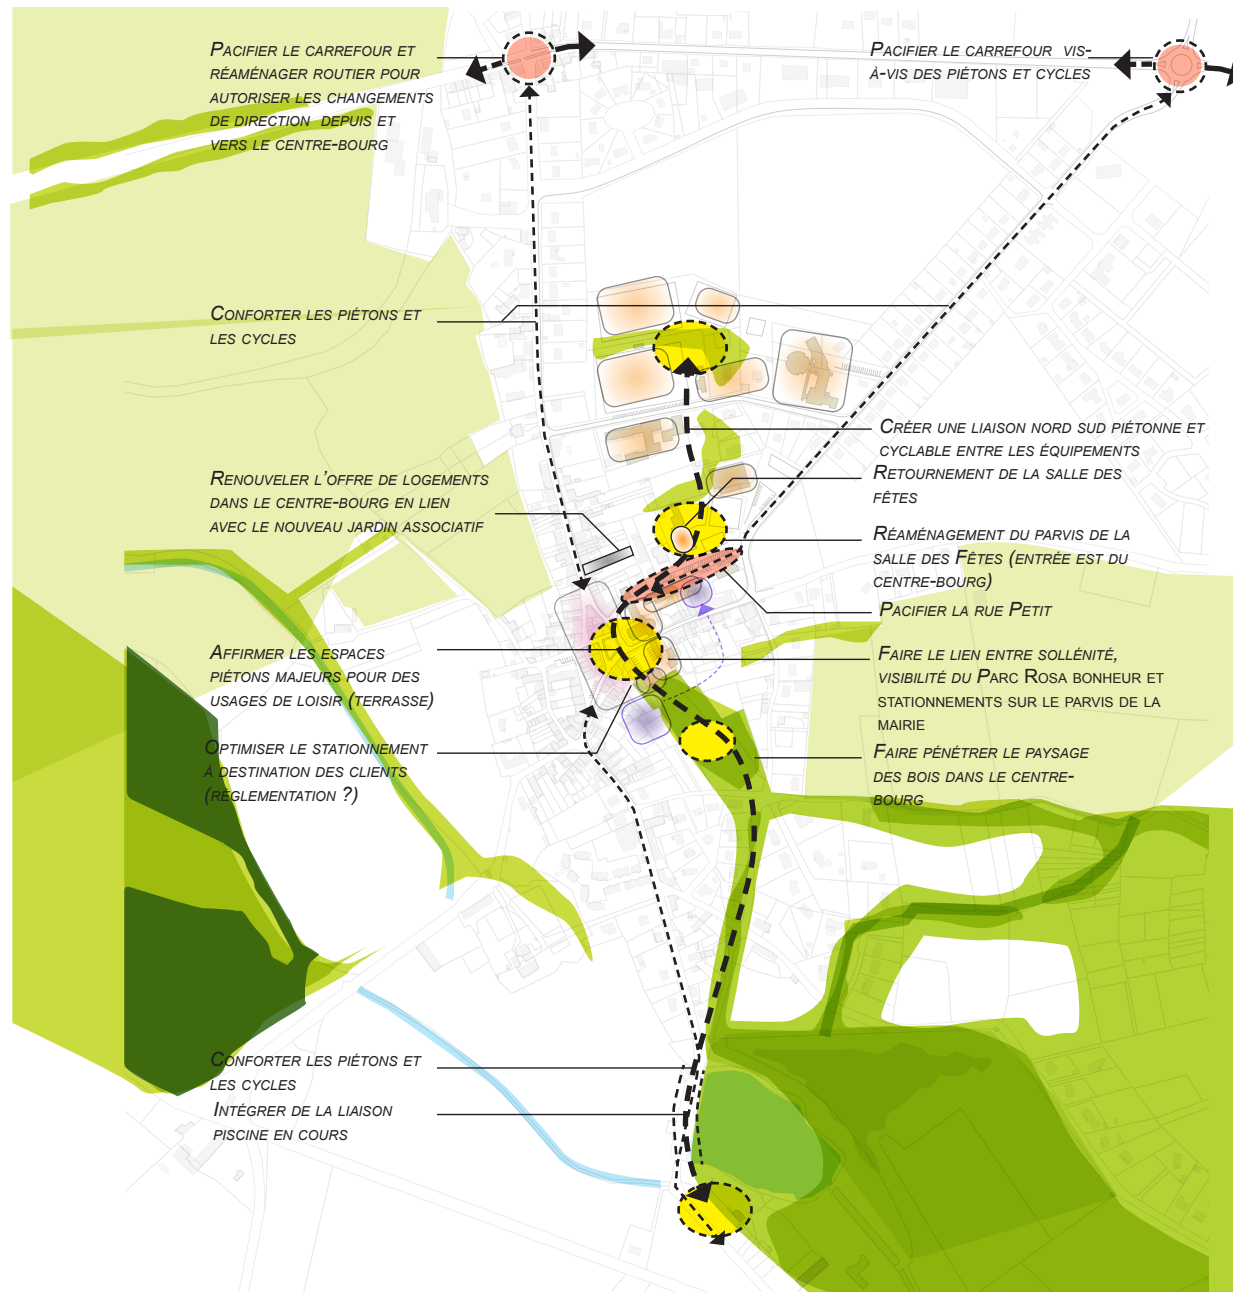 Pacifier le carrefour et
réaménager routier pour
autoriser les changements
de direction depuis et
vers le centre-bourg
Pacifier le carrefour vis-
à-vis des piétons et cycles
Conforter les piétons et
les cycles
Créer une liaison nord sud piétonne et
cyclable entre les équipements
Retournement de la salle des
fêtes
Renouveler l'offre de logements
dans le centre-bourg en lien
avec le nouveau jardin associatif
Réaménagement du parvis de la
salle des Fêtes (entrée est du
centre-bourg)
Pacifier la rue Petit
Affirmer les espaces
piétons majeurs pour des
usages de loisir (terrasse)
Faire le lien entre sollénité,
visibilité du Parc Rosa bonheur et
stationnements sur le parvis de la
mairie
Optimiser le stationnement
à destination des clients
(réglementation ?)
Faire pénétrer le paysage
des bois dans le centre-
bourg
Conforter les piétons et
les cycles
Intégrer de la liaison
piscine en cours